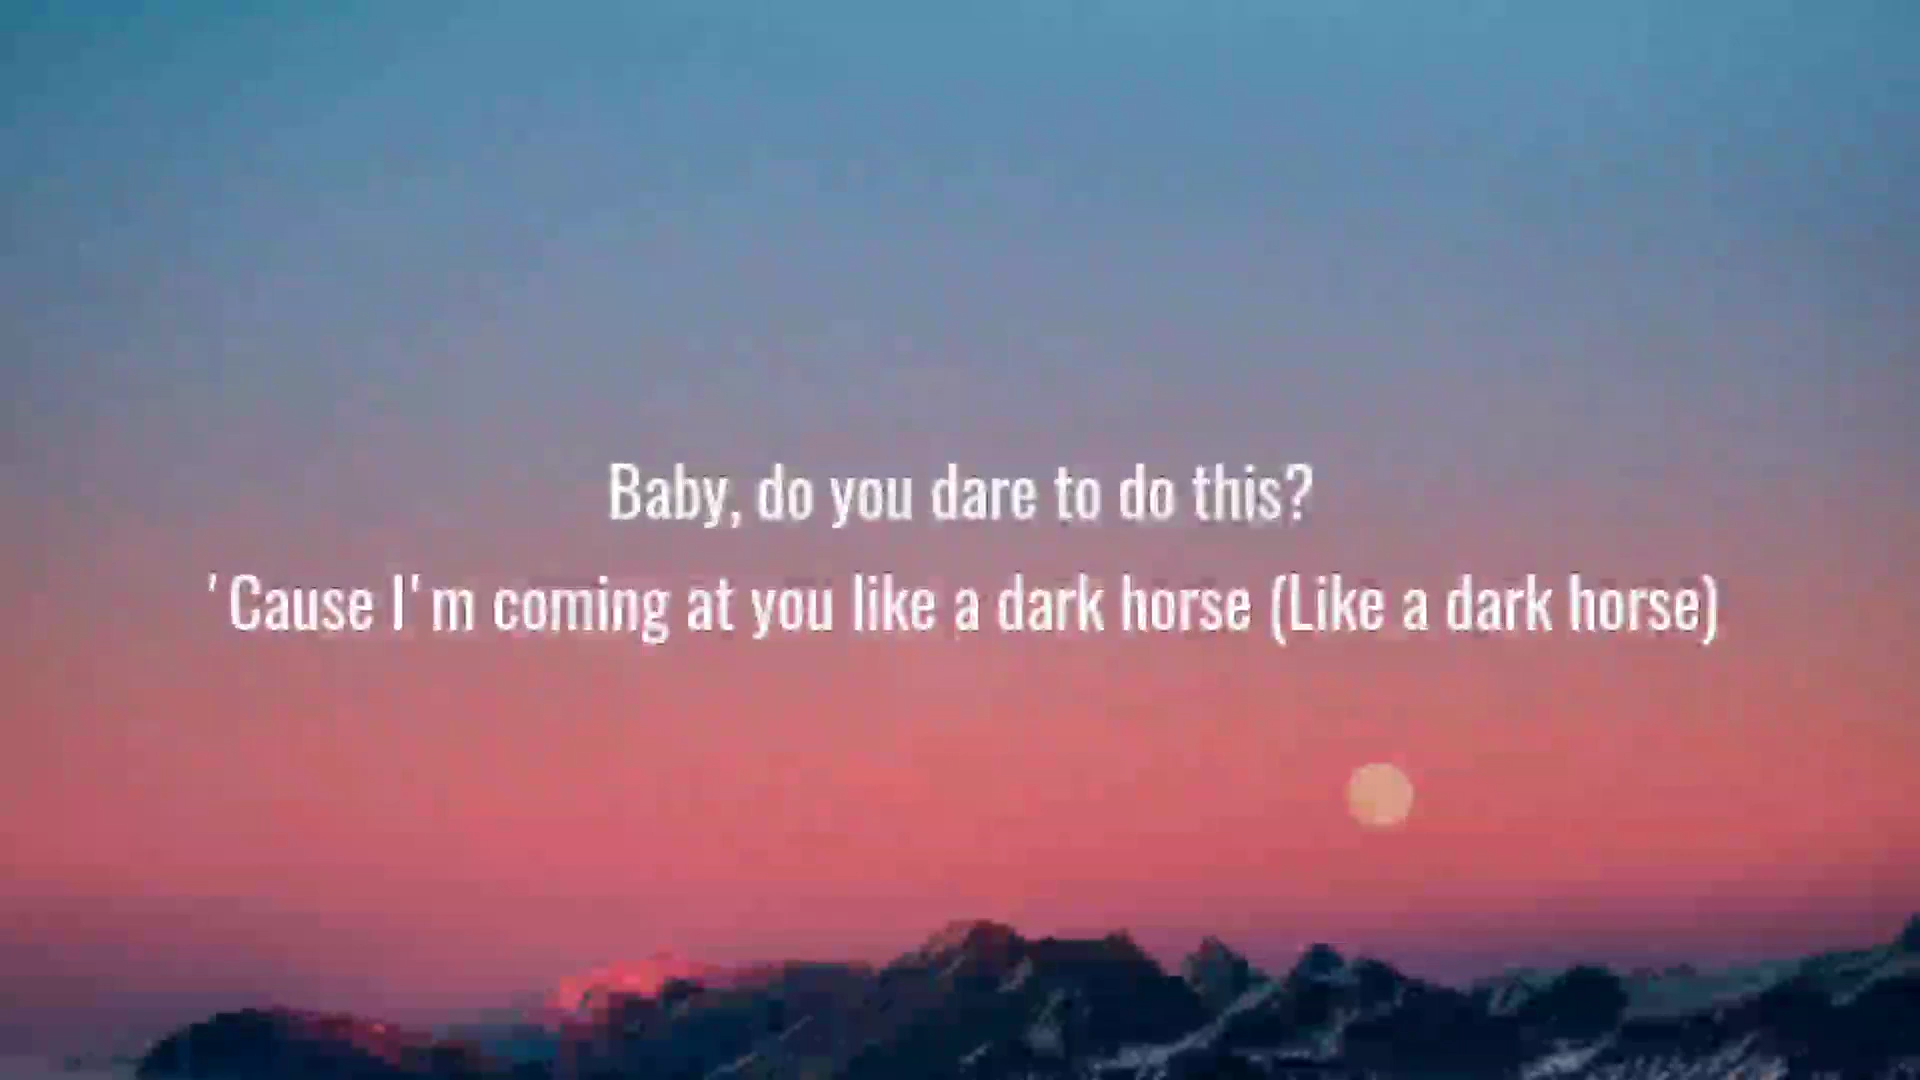 Baby, do you dare to do this?
'Cause I'm coming at you like a dark horse (Like a dark horse)